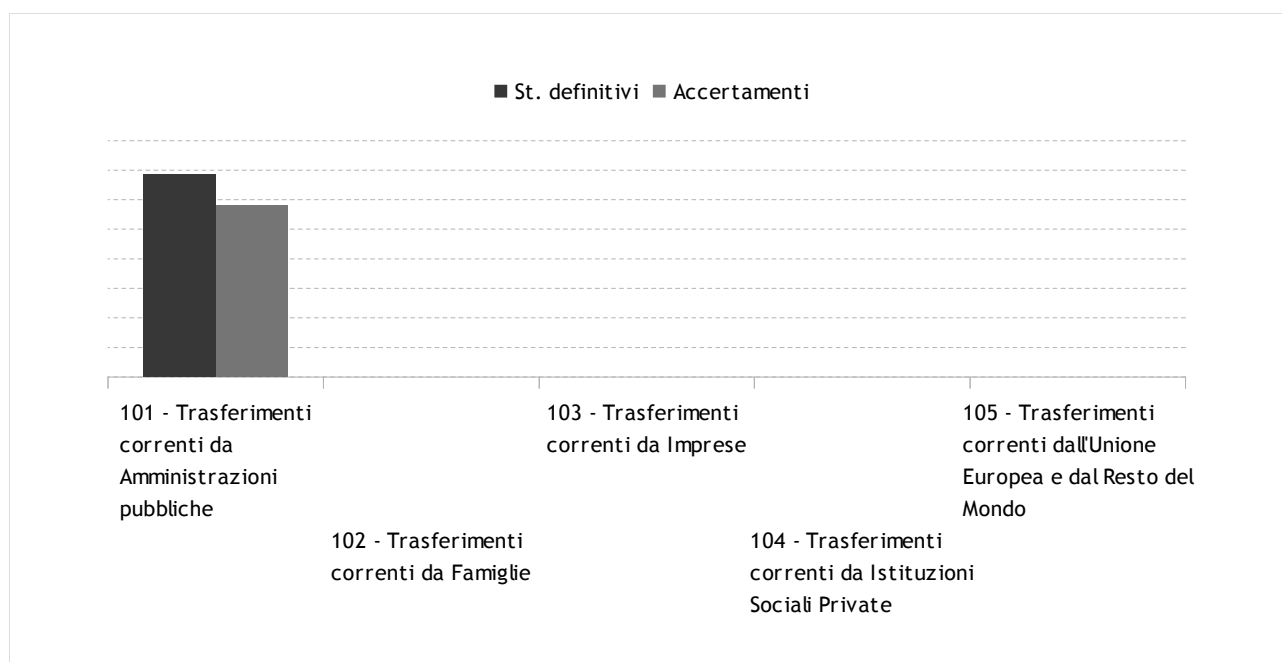 St. definitivi Accertamenti
101 - Trasferimenti
correnti da
Amministrazioni
pubbliche
102 - Trasferimenti
correnti da Famiglie
103 - Trasferimenti
correnti da Imprese
104 - Trasferimenti
correnti da Istituzioni
Sociali Private
105 - Trasferimenti
correnti dall'Unione
Europea e dal Resto del
Mondo